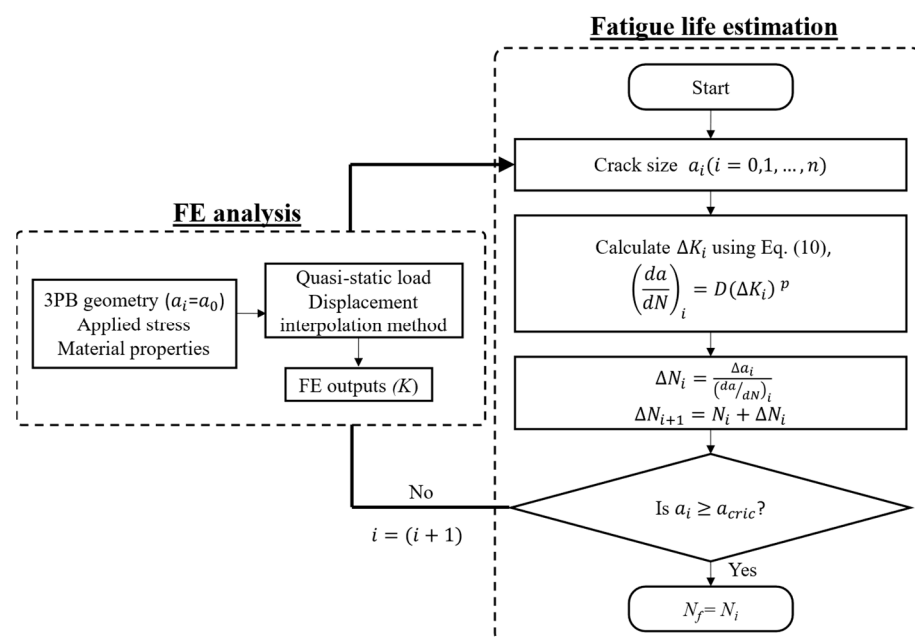 Fatigue life estimation
Start
Crack size a_i(i = 0,1, …, n)
FE analysis
3PB geometry (a_i=a_0)
Applied stress
Material properties
Quasi-static load
Displacement
interpolation method
FE outputs (K)
Calculate ΔK_i using Eq. (10),
(da/dN)_i = D(ΔK_i)^p
ΔN_i = Δa_i/(da/dN)_i
ΔN_{i+1} = N_i + ΔN_i
Is a_i ≥ a_cric?
No
i = (i + 1)
Yes
N_f= N_i